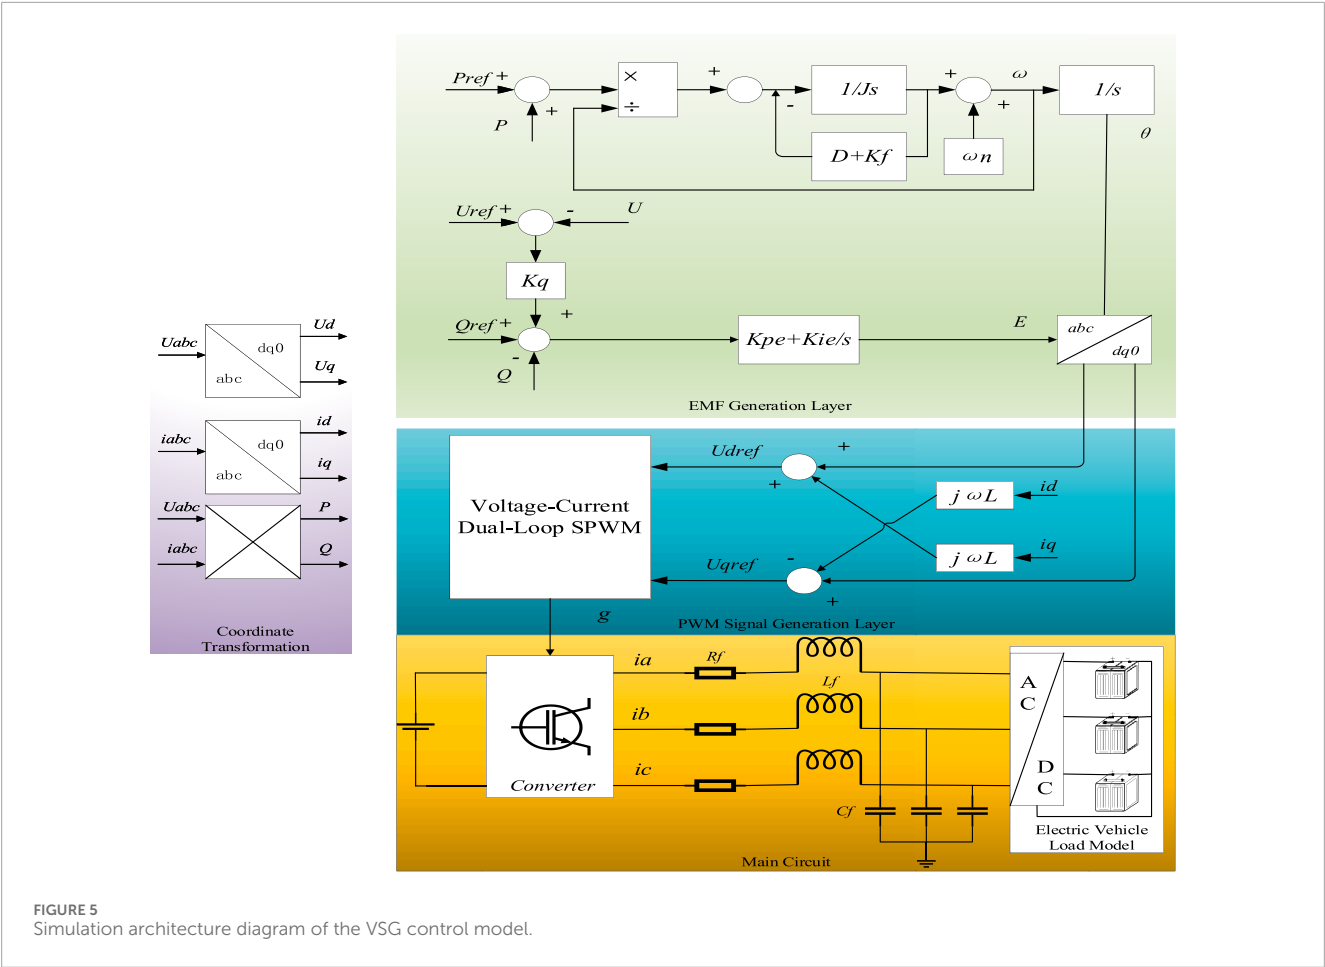 Pref +
+
P
×
÷
+
-
1/Js
D+Kf
+
+
ω
ωn
1/s
θ
Uref +
-
U
Kq
+
Qref +
-
Q
Kpe+Kie/s
E
abc
dq0
EMF Generation Layer
Uabc
dq0
abc
Ud
Uq
iabc
dq0
abc
id
iq
Uabc
iabc
P
Q
Coordinate
Transformation
Voltage-Current
Dual-Loop SPWM
Udref
+
+
j ωL
id
j ωL
iq
Uqref
-
+
g
PWM Signal Generation Layer
Converter
ia
ib
ic
Rf
Lf
Cf
A
C
D
C
Electric Vehicle
Load Model
Main Circuit
FIGURE 5
Simulation architecture diagram of the VSG control model.